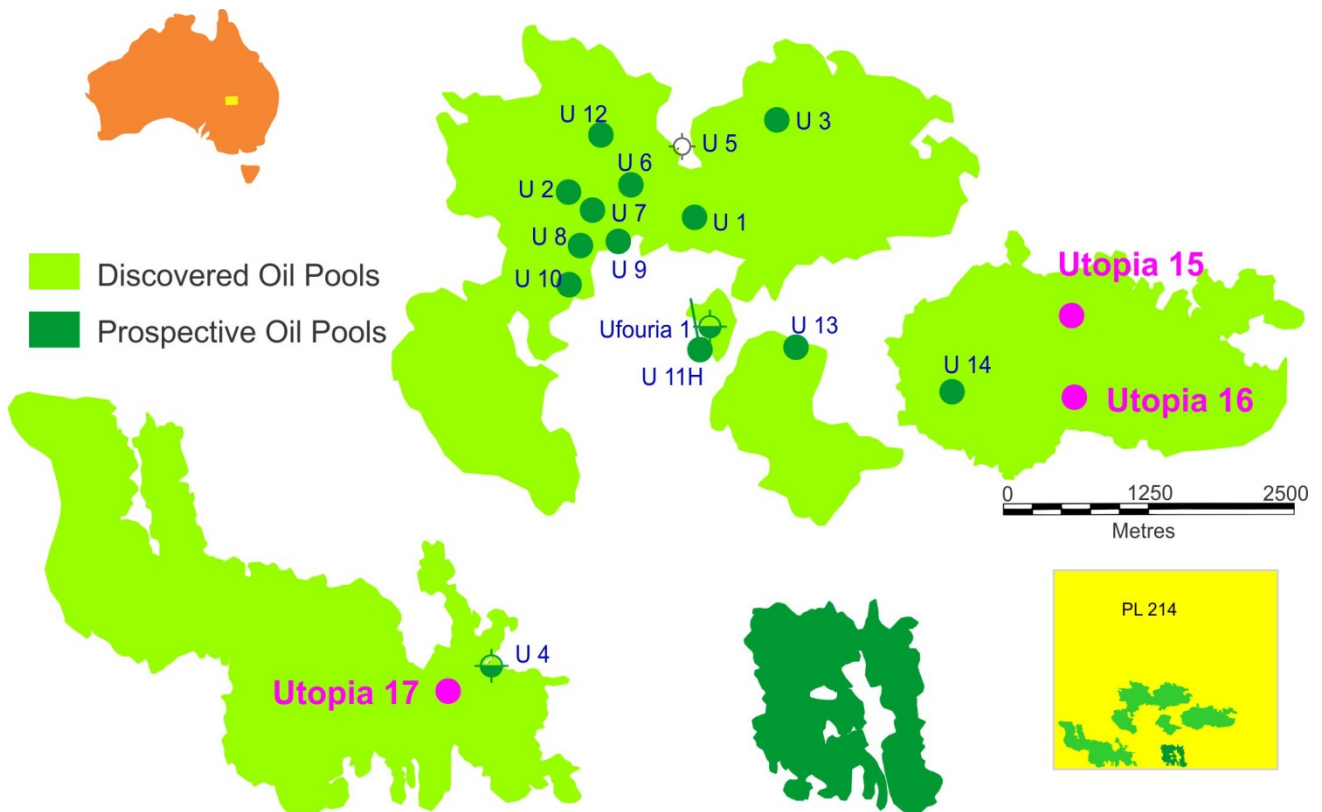 U 12
U 3
U 5
U 6
U 2
U 7
U 1
U 8
U 9
U 10
Discovered Oil Pools
Prospective Oil Pools
Utopia 15
Ufouria 1
U 13
U 11H
U 14
Utopia 16
0 1250 2500
Metres
PL 214
U 4
Utopia 17